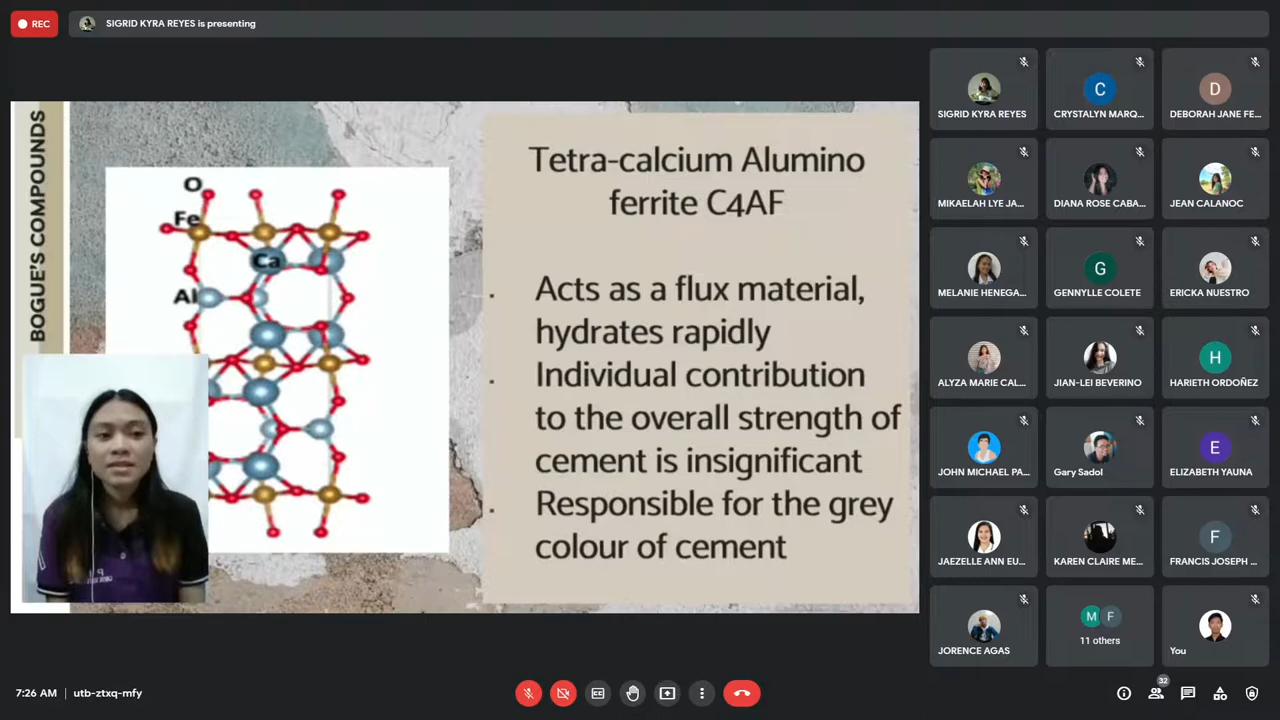 REC
SIGRID KYRA REYES is presenting
BOGUE'S COMPOUNDS
O
Fe
Ca
Al
Tetra-calcium Alumino
ferrite C4AF
. Acts as a flux material,
hydrates rapidly
. Individual contribution
to the overall strength of
cement is insignificant
. Responsible for the grey
colour of cement
SIGRID KYRA REYES
C
CRYSTALYN MARQ...
D
DEBORAH JANE FE...
MIKAELAH LYE JA...
DIANA ROSE CABA...
JEAN CALANOC
MELANIE HENEGA...
G
GENNYLLE COLETE
ERICKA NUESTRO
ALYZA MARIE CAL...
JIAN-LEI BEVERINO
H
HARIETH ORDOÑEZ
JOHN MICHAEL PA...
Gary Sadol
E
ELIZABETH YAUNA
JAEZELLE ANN EU...
KAREN CLAIRE ME...
F
FRANCIS JOSEPH ...
JORENCE AGAS
M F
11 others
You
7:26 AM | utb-ztxq-mfy
CC
32